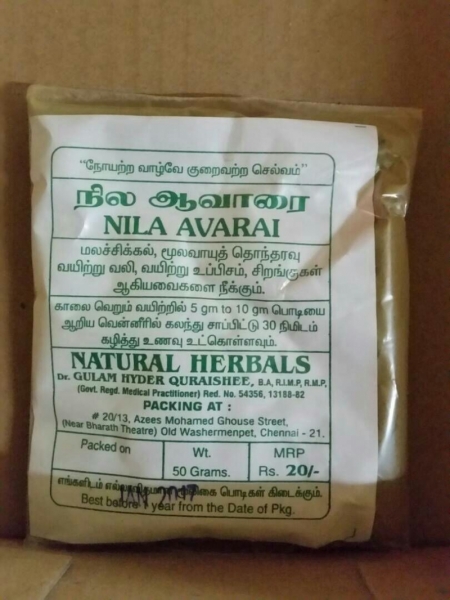 "நோயற்ற வாழ்வே குறைவற்ற செல்வம்"
நில ஆவாரை
NILA AVARAI
மலச்சிக்கல், மூலவாயுத் தொந்தரவு
வயிற்று வலி, வயிற்று உப்பிசம், சிறங்குகள்
ஆகியவைகளை நீக்கும்.
காலை வெறும் வயிற்றில் 5 gm to 10 gm பொடியை
ஆறிய வென்னீரில் கலந்து சாப்பிட்டு 30 நிமிடம்
கழித்து உணவு உட்கொள்ளவும்.
NATURAL HERBALS
Dr. GULAM HYDER QURAISHEE, B.A, R.I.M.P, R.M.P,
(Govt. Regd. Medical Practitioner) Red. No. 54356, 13188-82
PACKING AT :
# 20/13, Azees Mohamed Ghouse Street,
(Near Bharath Theatre) Old Washermenpet, Chennai - 21.
Packed on Wt. MRP
50 Grams. Rs. 20/-
எங்களிடம் பொடிகள் கிடைக்கும்.
JAN
Best before 1 year from the Date of Pkg.